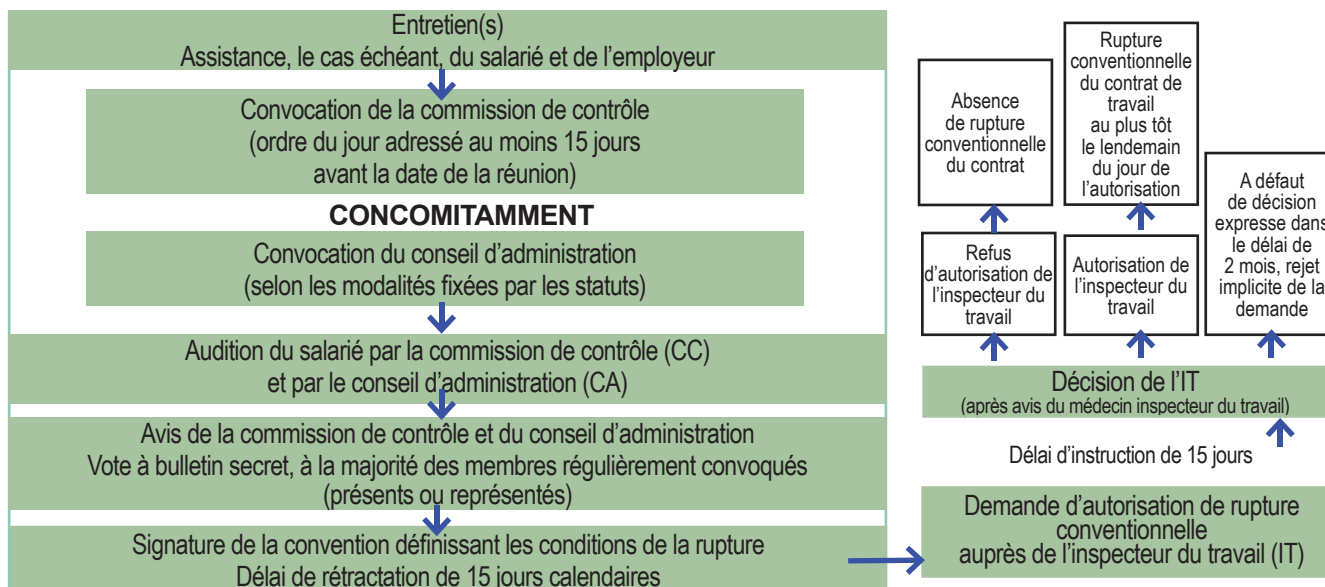 Entretien(s)
Assistance, le cas échéant, du salarié et de l’employeur
Convocation de la commission de contrôle
(ordre du jour adressé au moins 15 jours
avant la date de la réunion)
CONCOMITAMMENT
Convocation du conseil d’administration
(selon les modalités fixées par les statuts)
Audition du salarié par la commission de contrôle (CC)
et par le conseil d’administration (CA)
Avis de la commission de contrôle et du conseil d’administration
Vote à bulletin secret, à la majorité des membres régulièrement convoqués
(présents ou représentés)
Signature de la convention définissant les conditions de la rupture
Délai de rétractation de 15 jours calendaires
Demande d’autorisation de rupture
conventionnelle
auprès de l’inspecteur du travail (IT)
Délai d’instruction de 15 jours
Décision de l’IT
(après avis du médecin inspecteur du travail)
Refus
d’autorisation de
l’inspecteur du
travail
Absence
de rupture
conventionnelle
du contrat
Autorisation de
l’inspecteur du
travail
Rupture
conventionnelle
du contrat de
travail
au plus tôt
le lendemain
du jour de
l’autorisation
A défaut
de décision
expresse dans
le délai de
2 mois, rejet
implicite de la
demande